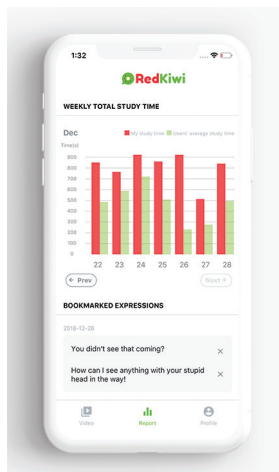 1:32
RedKiwi
WEEKLY TOTAL STUDY TIME
Dec
My study time Users' average study time
Time(s)
900
800
700
600
500
400
300
200
100
0
22 23 24 25 26 27 28
← Prev
Next →
BOOKMARKED EXPRESSIONS
2018-12-28
You didn't see that coming? ×
How can I see anything with your stupid ×
head in the way!
Video Report Profile